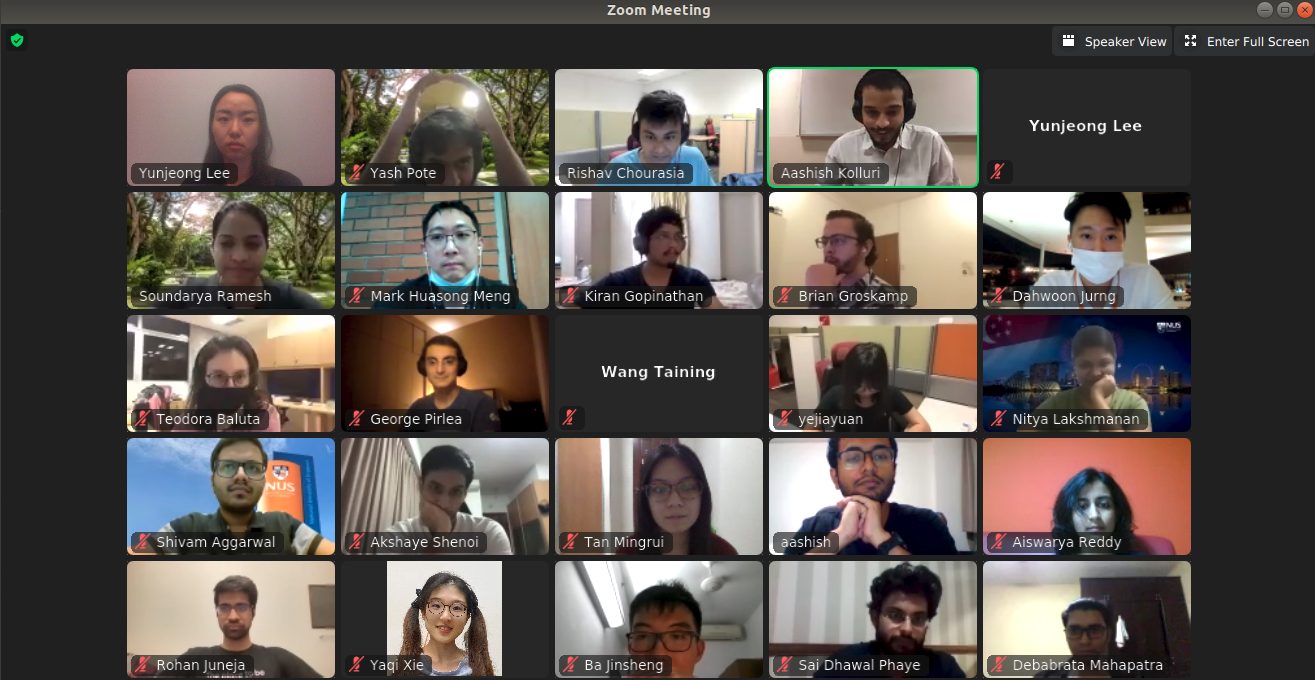 Zoom Meeting
Speaker View
Enter Full Screen
Yunjeong Lee
Yash Pote
Rishav Chourasia
Aashish Kolluri
Yunjeong Lee
Soundarya Ramesh
Mark Huasong Meng
Kiran Gopinathan
Brian Groskamp
Dahwoon Jurng
Teodora Baluta
George Pirlea
Wang Taining
yejiayuan
NUS
Nitya Lakshmanan
NUS
Shivam Aggarwal
Akshaye Shenoi
Tan Mingrui
aashish
Aiswarya Reddy
Rohan Juneja
Yaqi Xie
Ba Jinsheng
Sai Dhawal Phaye
Debabrata Mahapatra